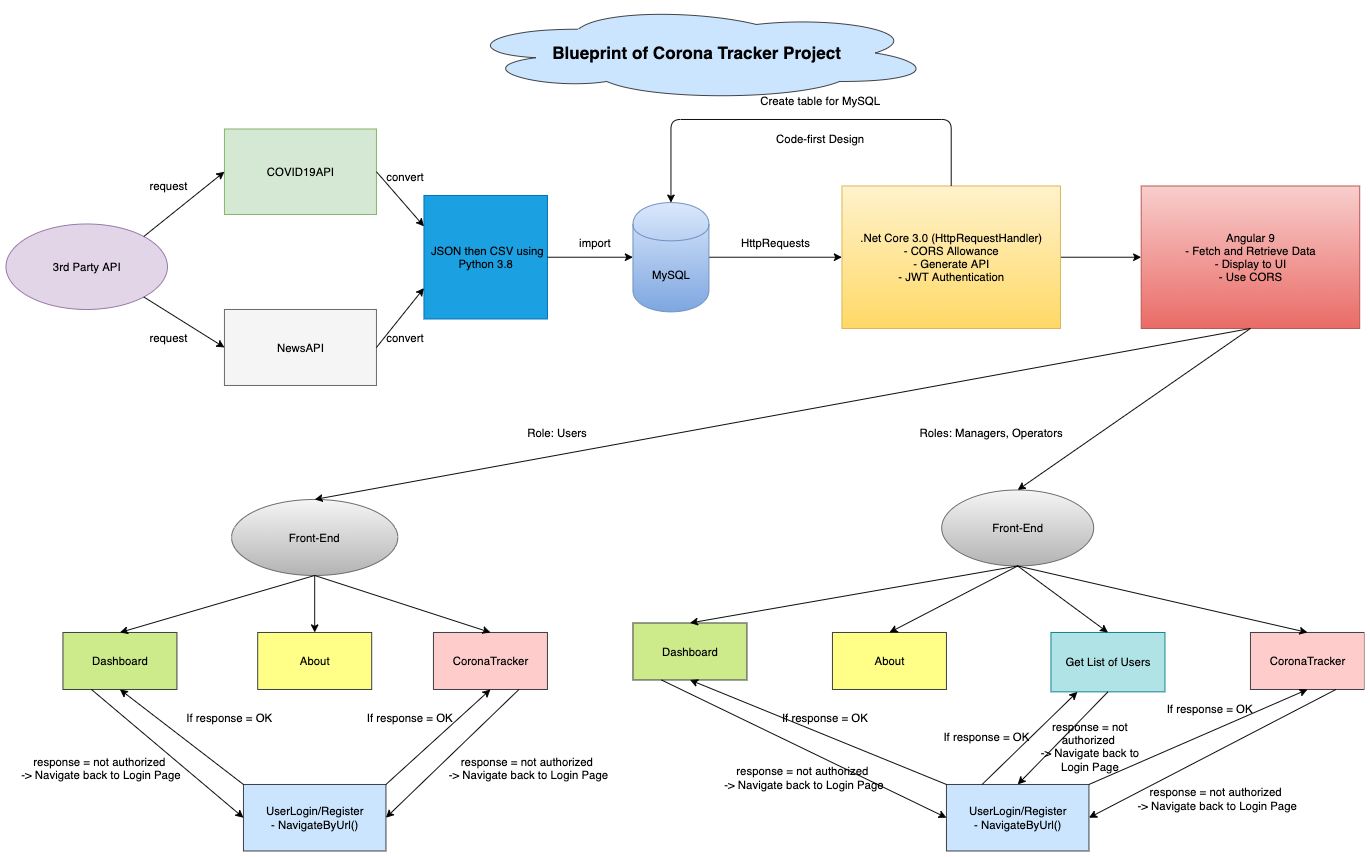 Blueprint of Corona Tracker Project
Create table for MySQL
Code-first Design
COVID19API
request
convert
3rd Party API
JSON then CSV using
Python 3.8
import
MySQL
HttpRequests
.Net Core 3.0 (HttpRequestHandler)
- CORS Allowance
- Generate API
- JWT Authentication
Angular 9
- Fetch and Retrieve Data
- Display to UI
- Use CORS
request
NewsAPI
convert
Role: Users
Roles: Managers, Operators
Front-End
Front-End
Dashboard
About
CoronaTracker
Dashboard
About
Get List of Users
CoronaTracker
If response = OK
If response = OK
response = not authorized
-> Navigate back to Login Page
response = not authorized
-> Navigate back to Login Page
UserLogin/Register
- NavigateByUrl()
If response = OK
If response = OK
response = not
authorized
-> Navigate back to
Login Page
If response = OK
response = not authorized
-> Navigate back to Login Page
response = not authorized
-> Navigate back to Login Page
UserLogin/Register
- NavigateByUrl()